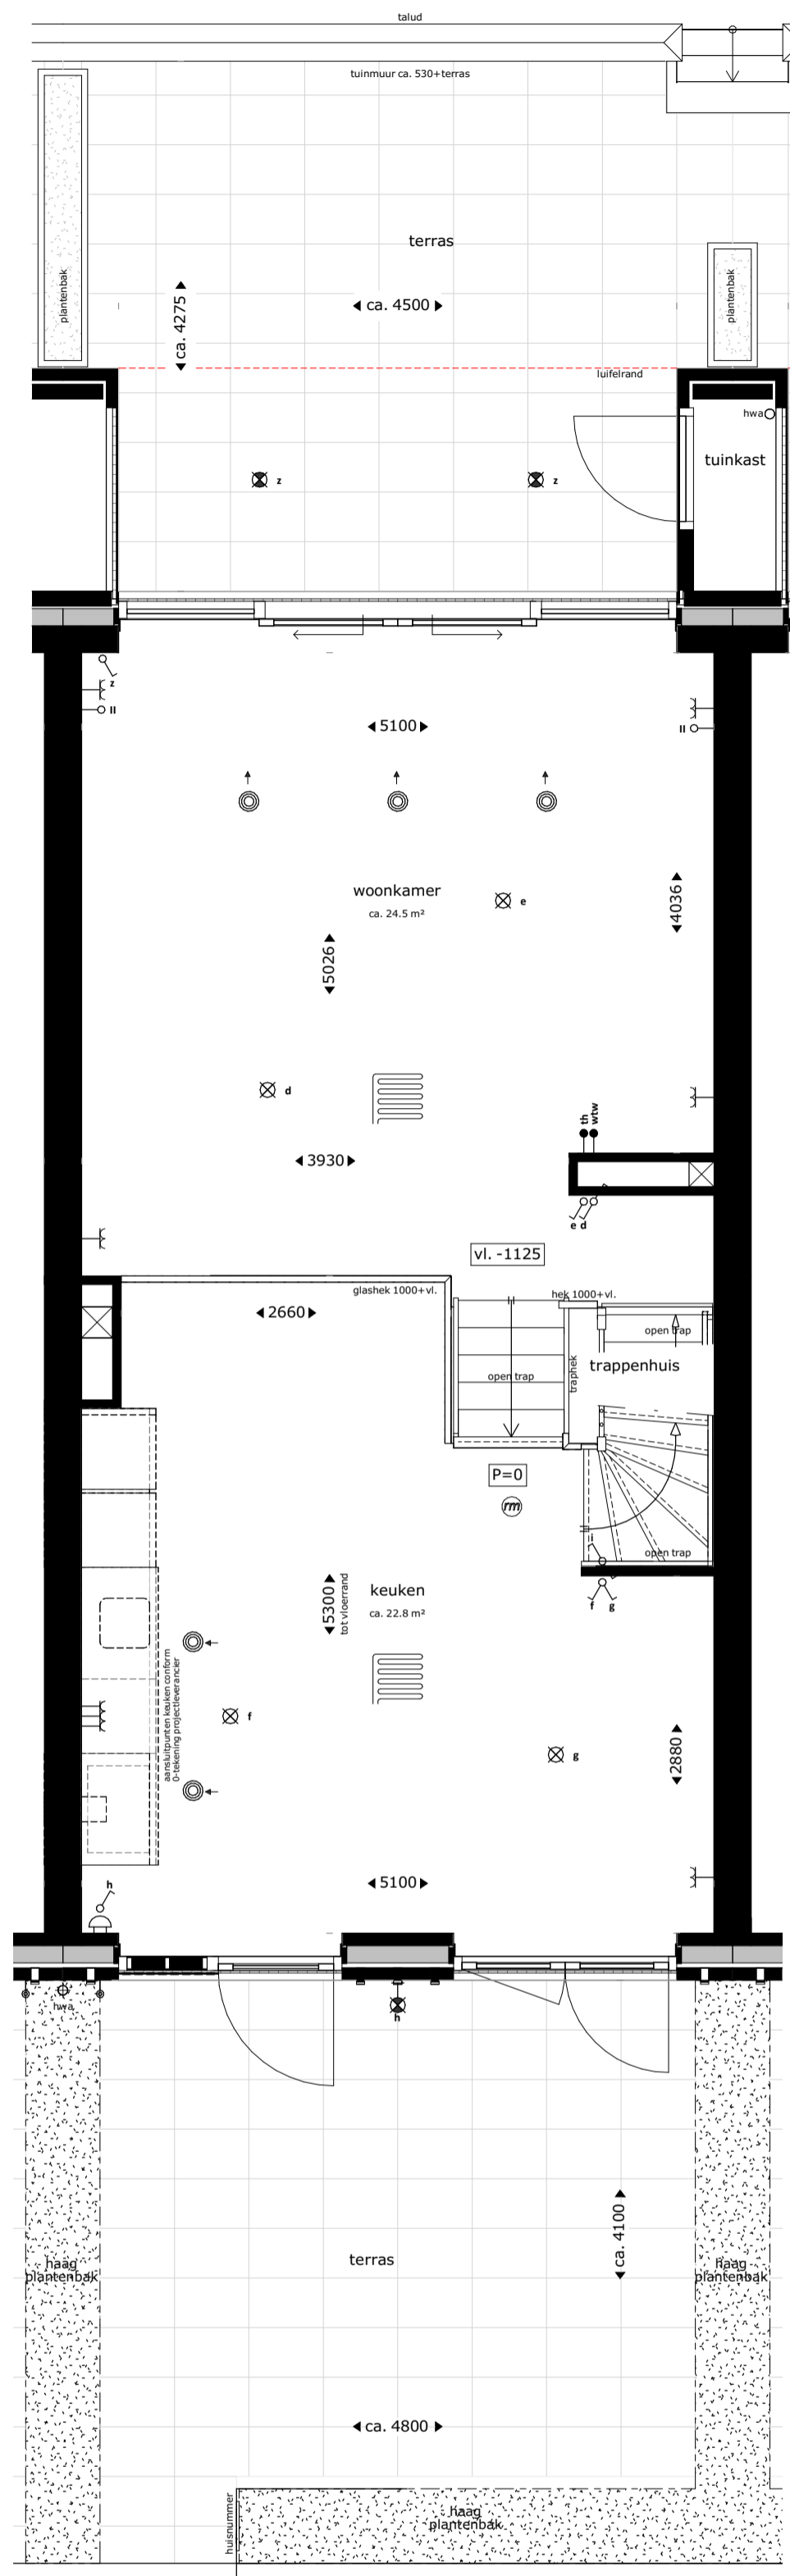 talud
tuinmuur ca. 530+terras
terras
plantenbak
plantenbak
ca. 4275
ca. 4500
luifelrand
hwa
tuinkast
z
z
z
II
II
5100
woonkamer
ca. 24.5 m²
e
4036
5026
d
th
wtw
3930
e d
vl. -1125
glashek 1000+vl.
hek 1000+vl.
2660
open trap
trappenhuis
open trap
traphek
P=0
rm
i
open trap
keuken
ca. 22.8 m²
5300
tot vloerrand
f
g
aansluitpunten keuken conform
0-tekening projectleverancier
f
g
2880
5100
h
hwa
h
haag
plantenbak
terras
ca. 4100
haag
plantenbak
ca. 4800
huisnummer
haag
plantenbak